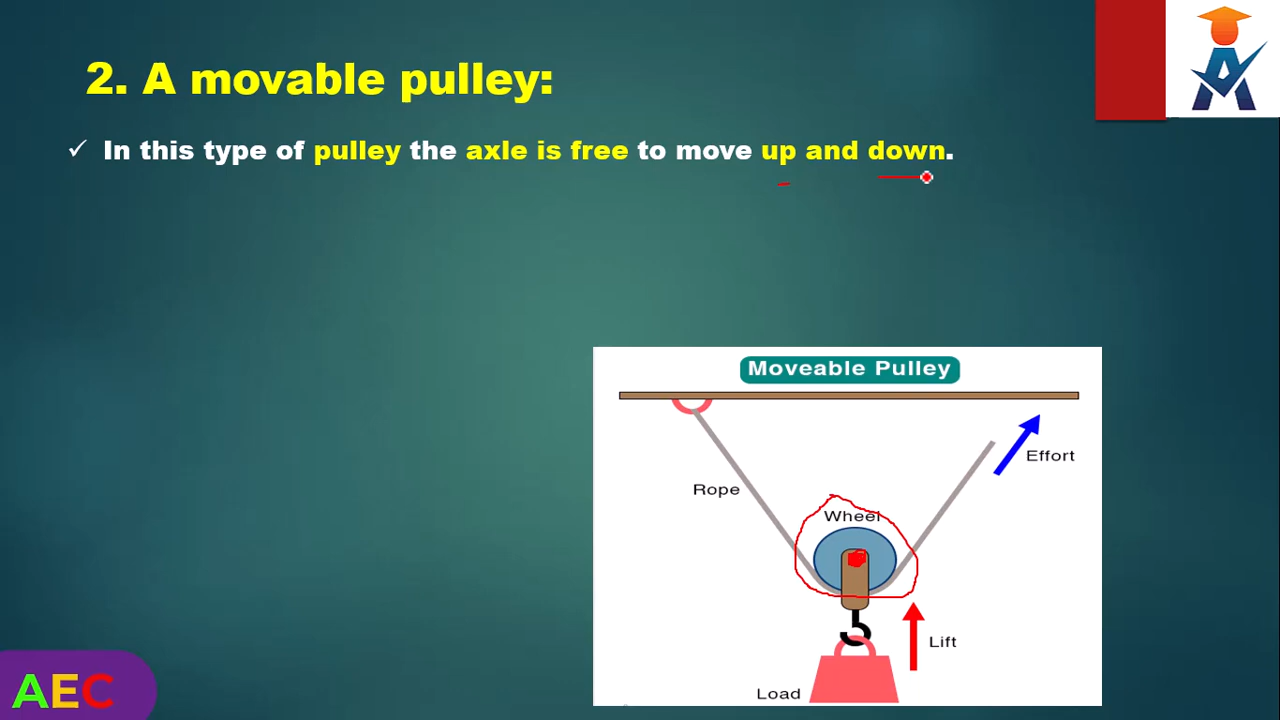 2. A movable pulley:
✓ In this type of pulley the axle is free to move up and down.
Moveable Pulley
Effort
Rope
Wheel
Lift
Load
AEC